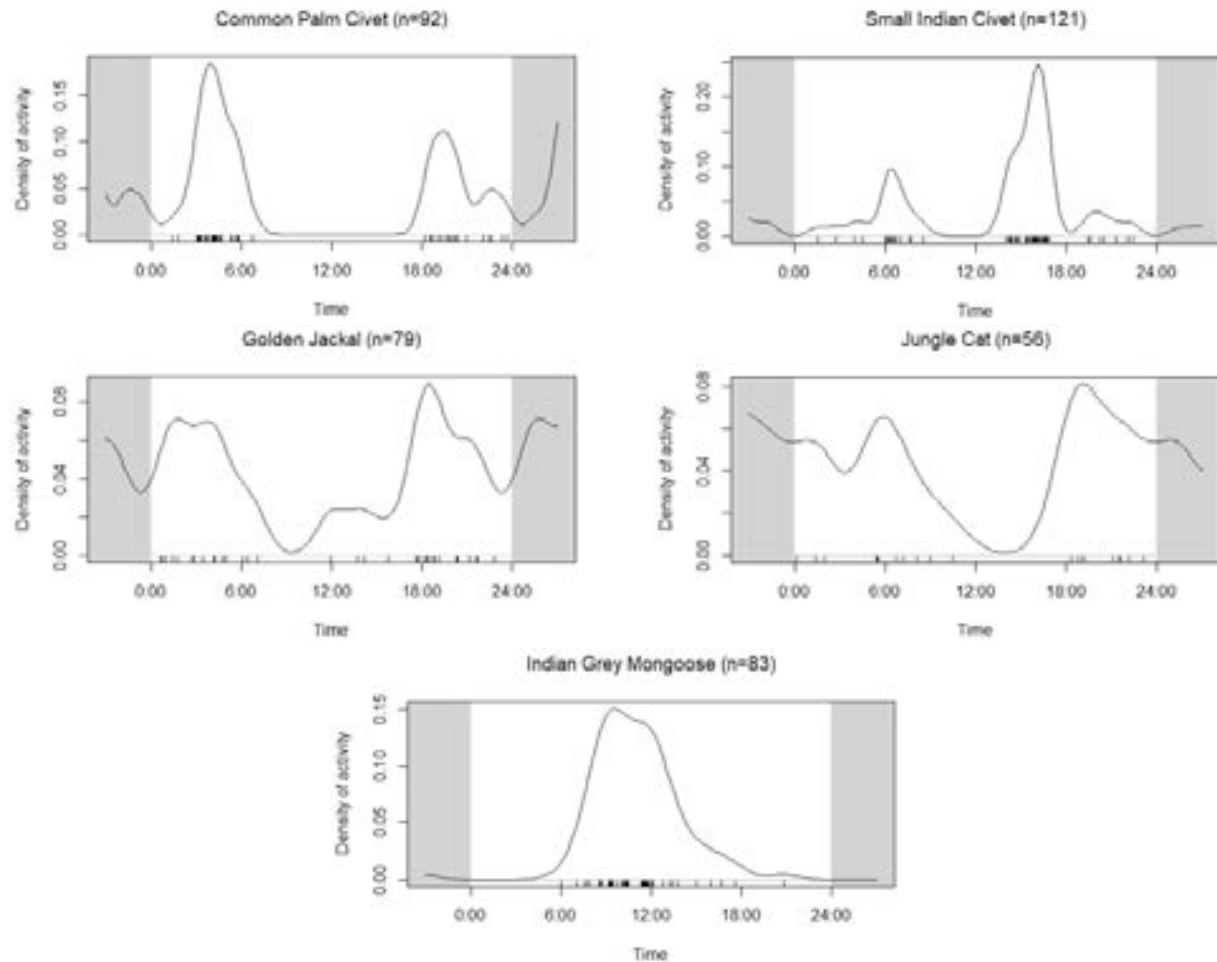 Common Palm Civet (n=92)
Density of activity
0.15
0.10
0.05
0.00
0:00 6:00 12:00 18:00 24:00
Time
Small Indian Civet (n=121)
Density of activity
0.20
0.10
0.00
0:00 6:00 12:00 18:00 24:00
Time
Golden Jackal (n=79)
Density of activity
0.08
0.04
0.00
0:00 6:00 12:00 18:00 24:00
Time
Jungle Cat (n=56)
Density of activity
0.08
0.04
0.00
0:00 6:00 12:00 18:00 24:00
Time
Indian Grey Mongoose (n=83)
Density of activity
0.15
0.10
0.05
0.00
0:00 6:00 12:00 18:00 24:00
Time